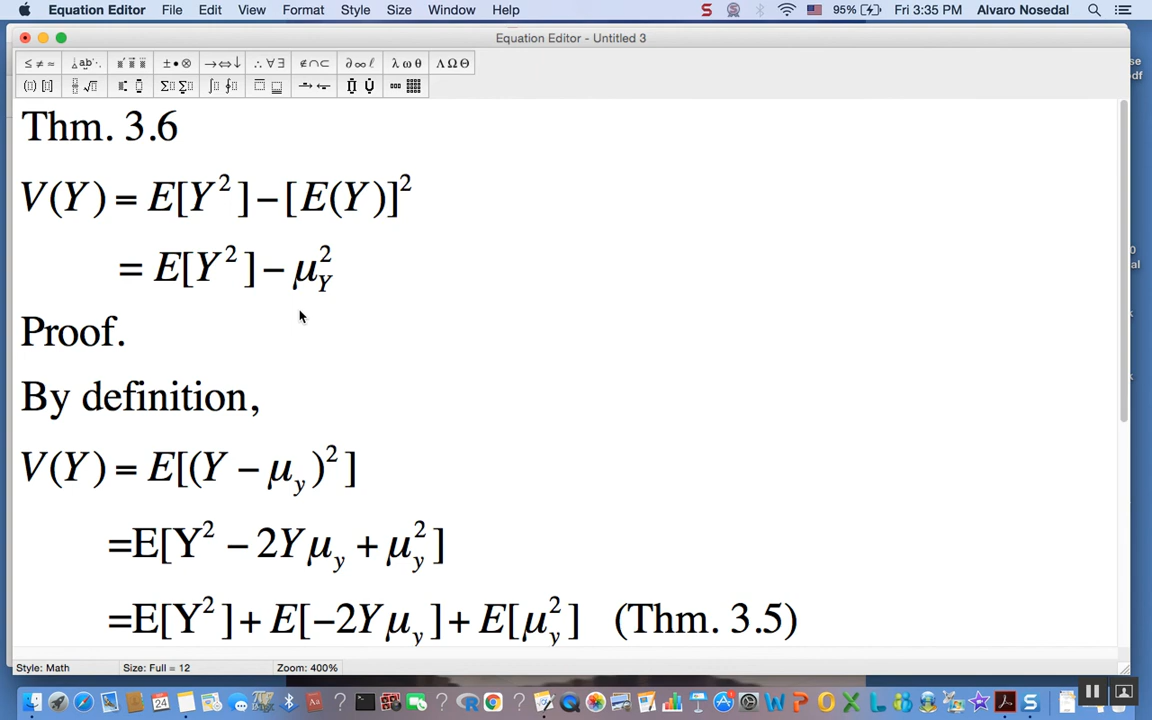 Equation Editor File Edit View Format Style Size Window Help 95% Fri 3:35 PM Alvaro Nosedal
Equation Editor - Untitled 3
Thm. 3.6
V(Y) = E[Y²] − [E(Y)]²
= E[Y²] − μ_Y²
Proof.
By definition,
V(Y) = E[(Y − μ_y)²]
=E[Y² − 2Yμ_y + μ_y²]
=E[Y²] + E[−2Yμ_y] + E[μ_y²] (Thm. 3.5)
Style: Math Size: Full = 12 Zoom: 400%